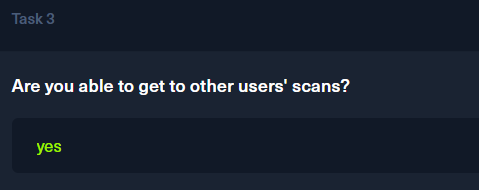 Task 3
Are you able to get to other users' scans?
yes